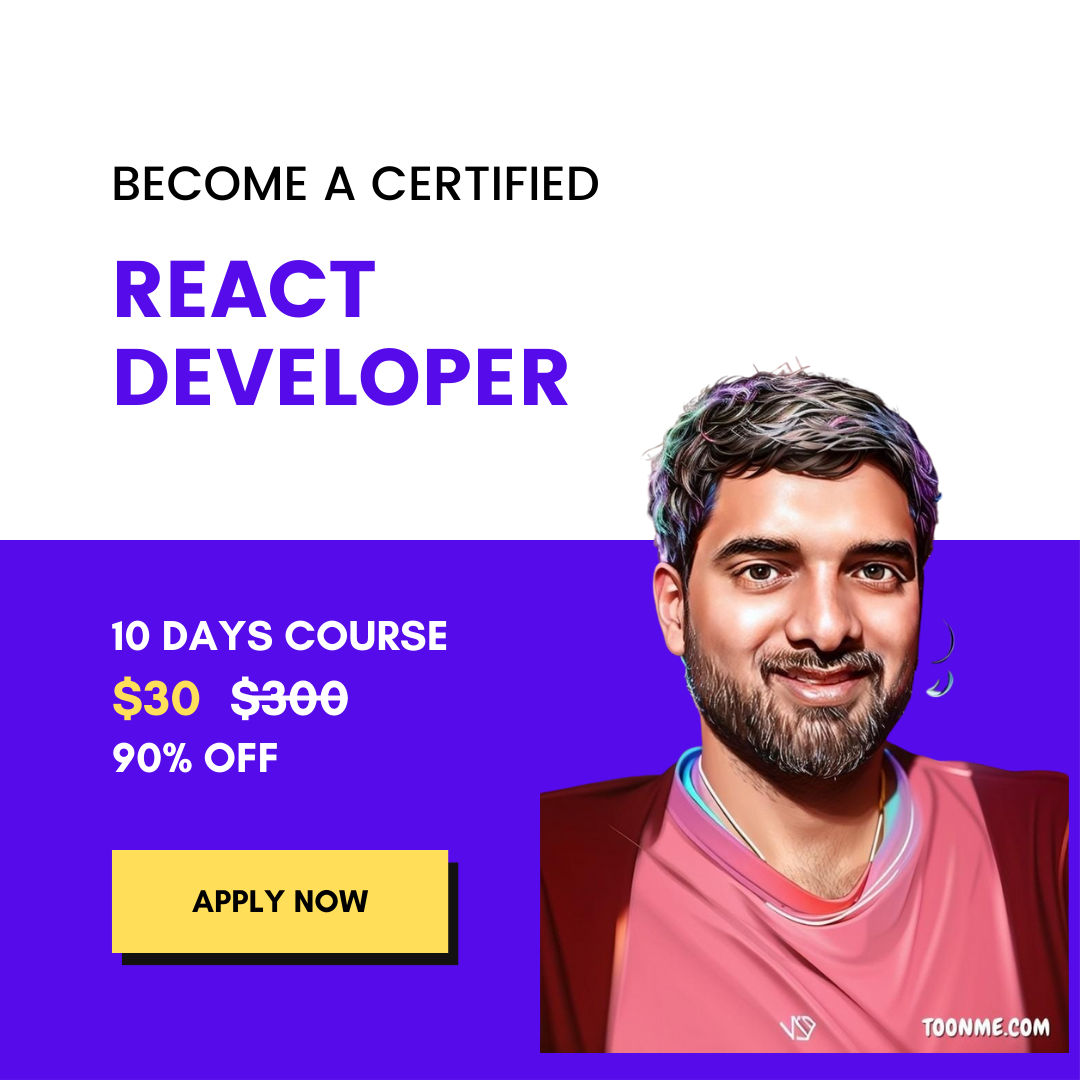 BECOME A CERTIFIED
REACT
DEVELOPER
10 DAYS COURSE
$30 $300
90% OFF
APPLY NOW
TOONME.COM